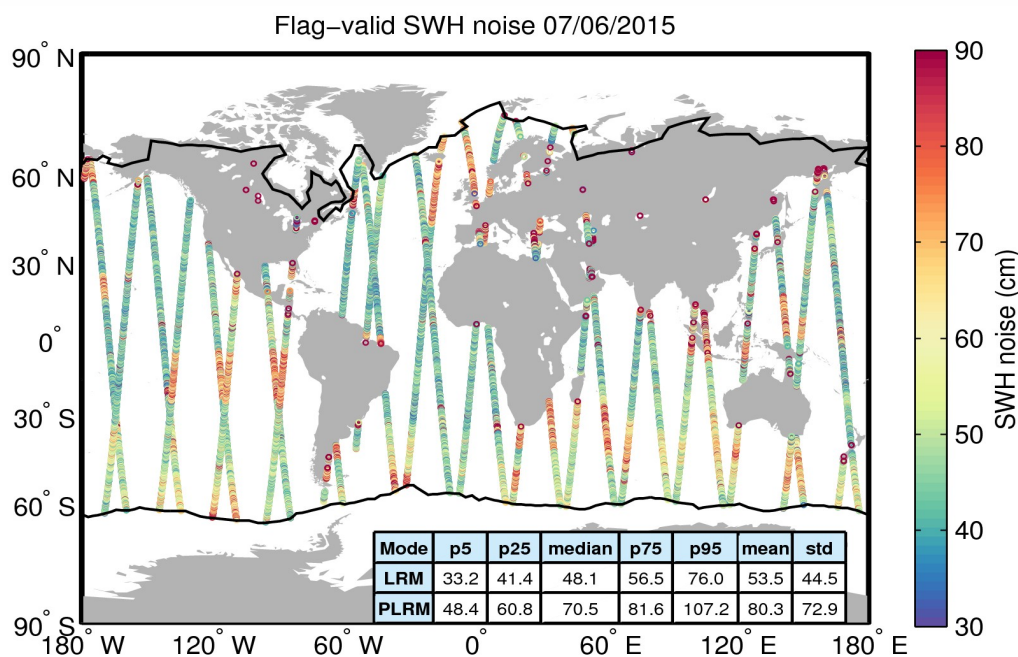 Flag−valid SWH noise 07/06/2015
90° N
60° N
30° N
0°
30° S
60° S
90° S
180° W
120° W
60° W
0°
60° E
120° E
180° E
Mode p5 p25 median p75 p95 mean std
LRM 33.2 41.4 48.1 56.5 76.0 53.5 44.5
PLRM 48.4 60.8 70.5 81.6 107.2 80.3 72.9
90
80
70
60
50
40
30
SWH noise (cm)